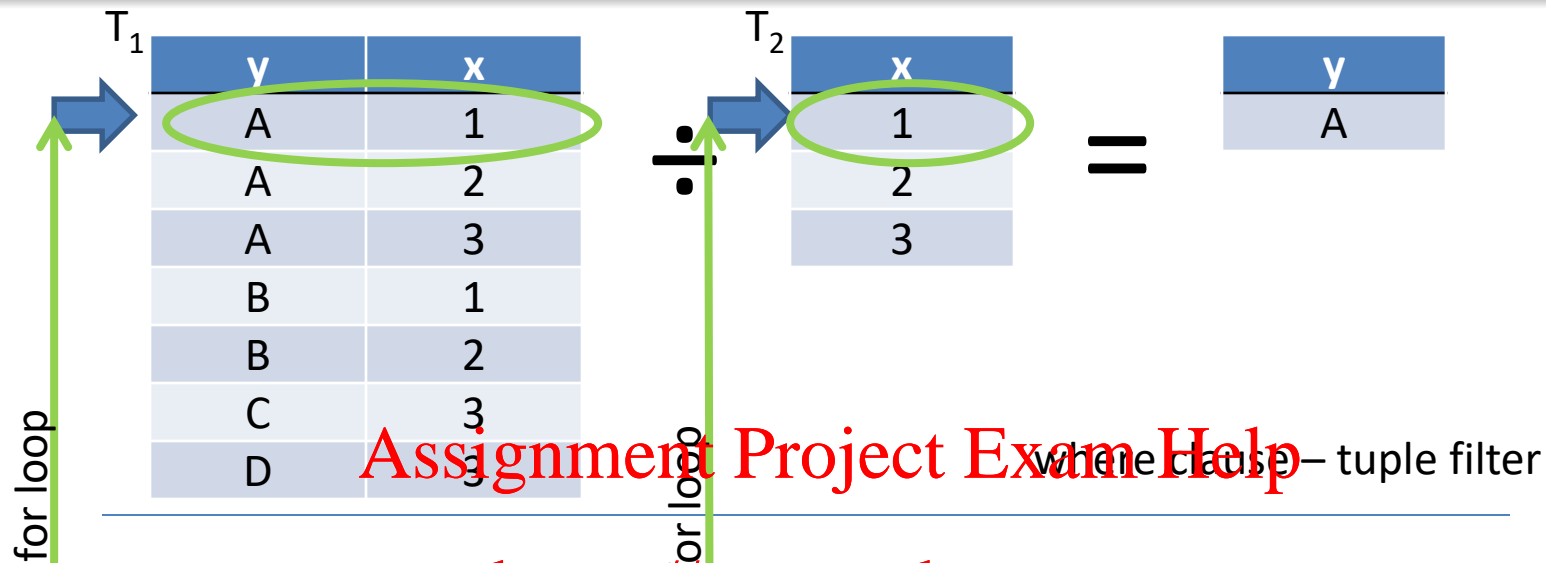 T1 T2
y x x y
A 1 ÷ 1 = A
A 2 2
A 3 3
B 1
B 2
C 3
D 3
Assignment Project Exam Help
where clause – tuple filter
for loop
for loop